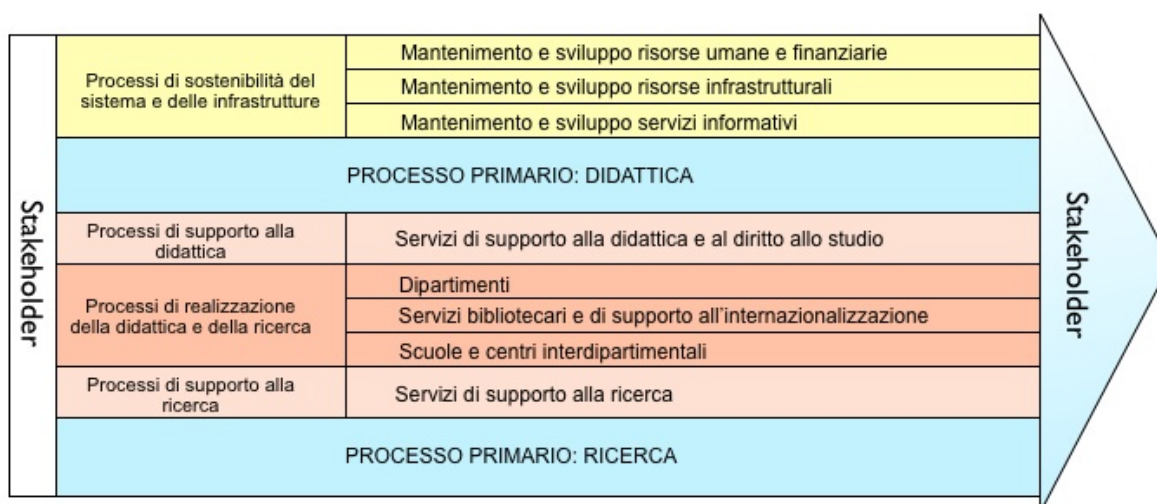 Stakeholder
Processi di sostenibilità del
sistema e delle infrastrutture
Mantenimento e sviluppo risorse umane e finanziarie
Mantenimento e sviluppo risorse infrastrutturali
Mantenimento e sviluppo servizi informativi
PROCESSO PRIMARIO: DIDATTICA
Processi di supporto alla
didattica
Servizi di supporto alla didattica e al diritto allo studio
Processi di realizzazione
della didattica e della ricerca
Dipartimenti
Servizi bibliotecari e di supporto all'internazionalizzazione
Scuole e centri interdipartimentali
Processi di supporto alla
ricerca
Servizi di supporto alla ricerca
PROCESSO PRIMARIO: RICERCA
Stakeholder